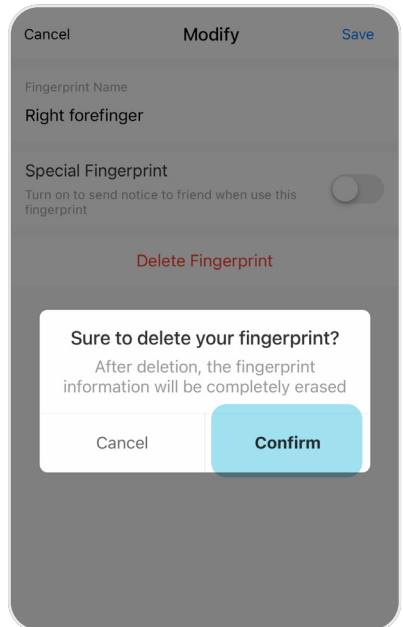 Cancel Modify Save
Fingerprint Name
Right forefinger
Special Fingerprint
Turn on to send notice to friend when use this
fingerprint
Delete Fingerprint
Sure to delete your fingerprint?
After deletion, the fingerprint
information will be completely erased
Cancel Confirm